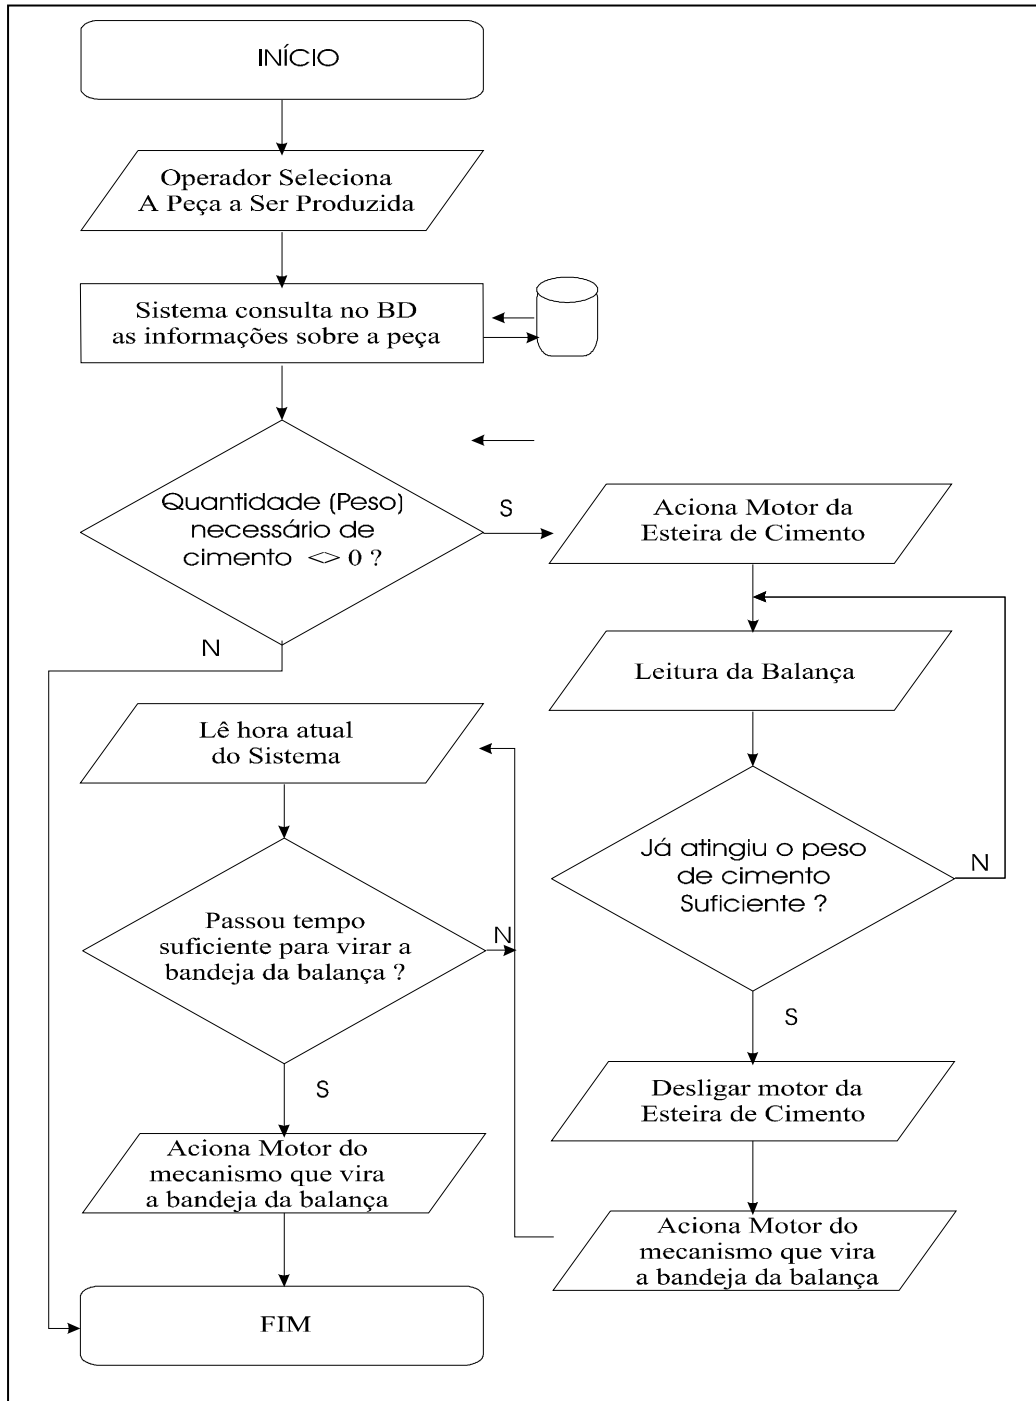 INÍCIO
Operador Seleciona
A Peça a Ser Produzida
Sistema consulta no BD
as informações sobre a peça
Quantidade (Peso)
necessário de
cimento <> 0 ?
S
N
Aciona Motor da
Esteira de Cimento
Leitura da Balança
Já atingiu o peso
de cimento
Suficiente ?
N
S
Desligar motor da
Esteira de Cimento
Aciona Motor do
mecanismo que vira
a bandeja da balança
Lê hora atual
do Sistema
Passou tempo
suficiente para virar a
bandeja da balança ?
N
S
Aciona Motor do
mecanismo que vira
a bandeja da balança
FIM